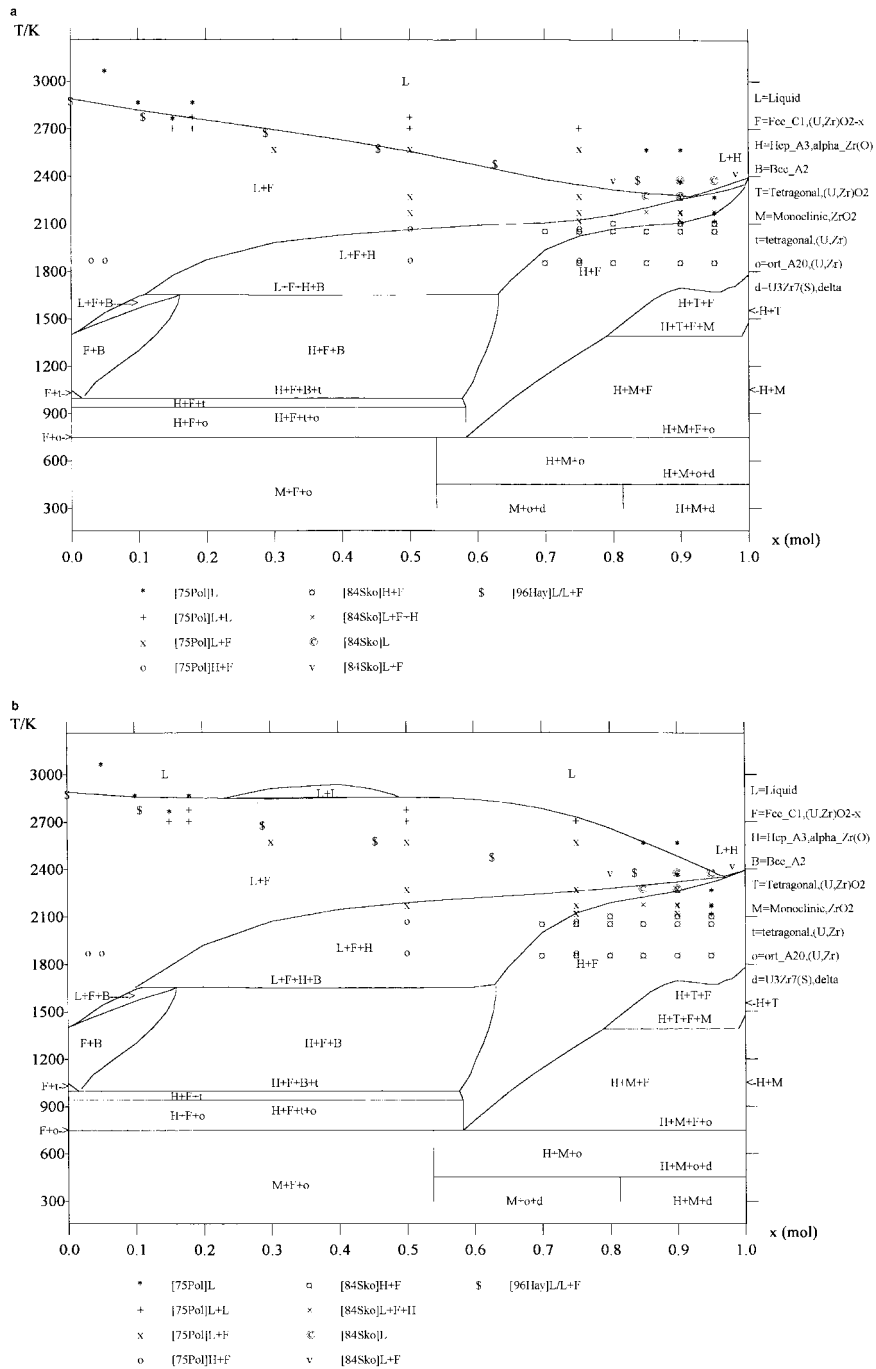 a
T/K
L
3000
L=Liquid
2700
F=Fcc_C1,(U,Zr)O2-x
H=Hcp_A3,alpha_Zr(O)
L+H
2400
B=Bcc_A2
L+F
T=Tetragonal,(U,Zr)O2
M=Monoclinic,ZrO2
2100
t=tetragonal,(U,Zr)
L+F+H
o=ort_A20,(U,Zr)
1800
H+F
d=U3Zr7(S),delta
L+F+H+B
L+F+B
H+T+F
<-H+T
1500
H+T+F+M
F+B
H+F+B
1200
F+t->
H+F+B+t
H+M+F
<-H+M
H+F+t
900
H+F+o
H+F+t+o
H+M+F+o
F+o->
600
H+M+o
H+M+o+d
M+F+o
300
M+o+d
H+M+d
0.0 0.1 0.2 0.3 0.4 0.5 0.6 0.7 0.8 0.9 1.0
x (mol)
* [75Pol]L
o [84Sko]H+F
$ [96Hay]L/L+F
+ [75Pol]L+L
× [84Sko]L+F+H
x [75Pol]L+F
© [84Sko]L
o [75Pol]H+F
v [84Sko]L+F
b
T/K
L
L
3000
L+L
L=Liquid
2700
F=Fcc_C1,(U,Zr)O2-x
H=Hcp_A3,alpha_Zr(O)
L+H
2400
B=Bcc_A2
L+F
T=Tetragonal,(U,Zr)O2
M=Monoclinic,ZrO2
2100
t=tetragonal,(U,Zr)
L+F+H
o=ort_A20,(U,Zr)
1800
H+F
d=U3Zr7(S),delta
L+F+H+B
L+F+B
H+T+F
<-H+T
1500
H+T+F+M
F+B
H+F+B
1200
F+t->
H+F+B+t
H+M+F
<-H+M
H+F+t
900
H+F+o
H+F+t+o
H+M+F+o
F+o->
600
H+M+o
H+M+o+d
M+F+o
300
M+o+d
H+M+d
0.0 0.1 0.2 0.3 0.4 0.5 0.6 0.7 0.8 0.9 1.0
x (mol)
* [75Pol]L
o [84Sko]H+F
$ [96Hay]L/L+F
+ [75Pol]L+L
× [84Sko]L+F+H
x [75Pol]L+F
© [84Sko]L
o [75Pol]H+F
v [84Sko]L+F